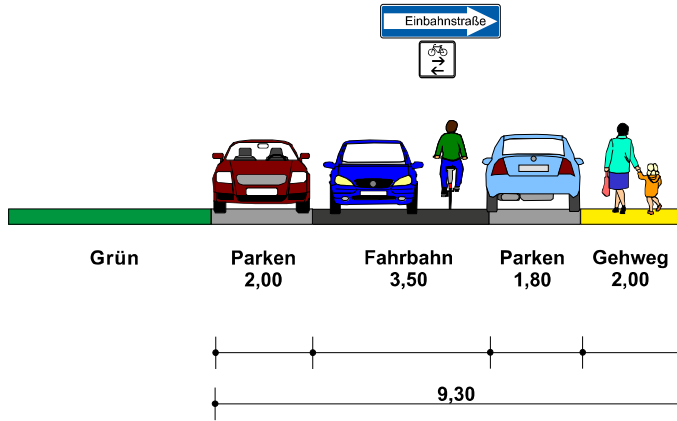 Einbahnstraße
Grün
Parken
2,00
Fahrbahn
3,50
Parken
1,80
Gehweg
2,00
9,30